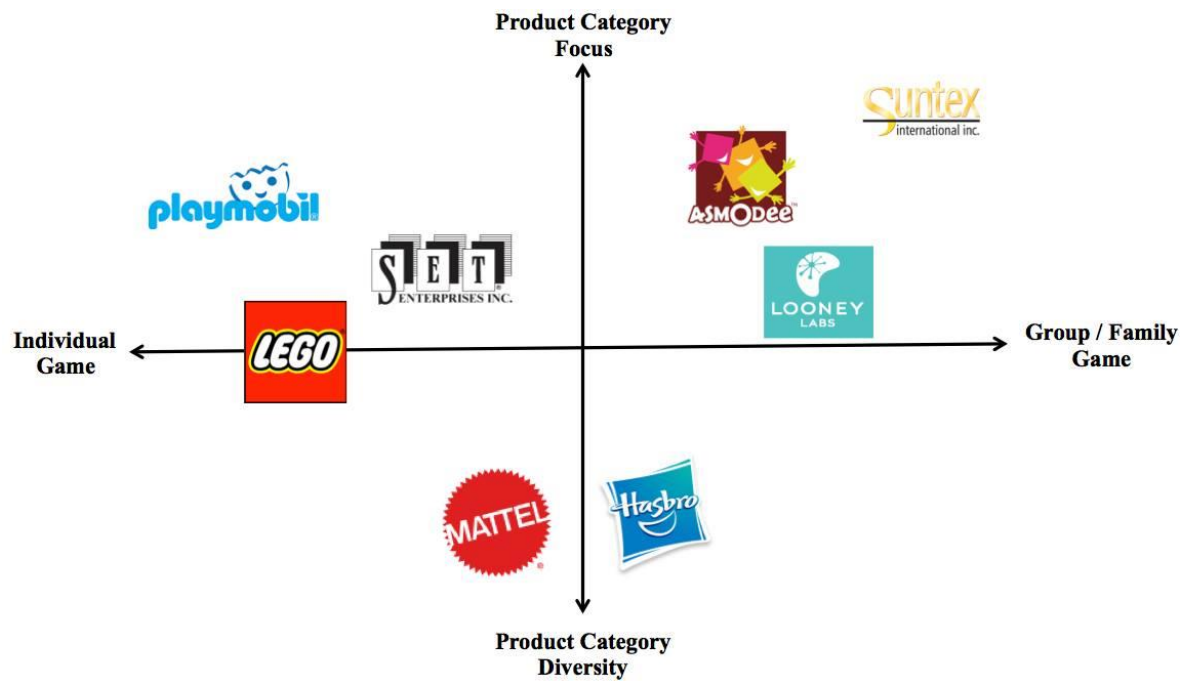 Product Category
Focus
Suntex
international inc.
ASMODee™
playmobil®
SET®
ENTERPRISES INC.
LOONEY
LABS
Individual
Game
LEGO®
Group / Family
Game
MATTEL®
Hasbro
Product Category
Diversity